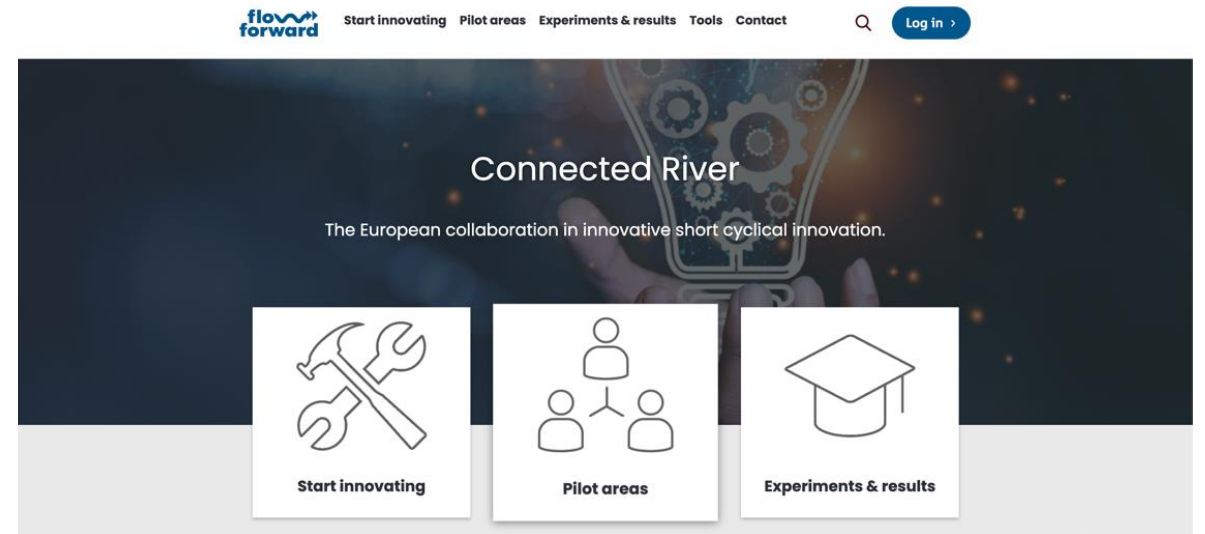 flow
forward
Start innovating Pilot areas Experiments & results Tools Contact Log in ›
Connected River
The European collaboration in innovative short cyclical innovation.
Start innovating
Pilot areas
Experiments & results